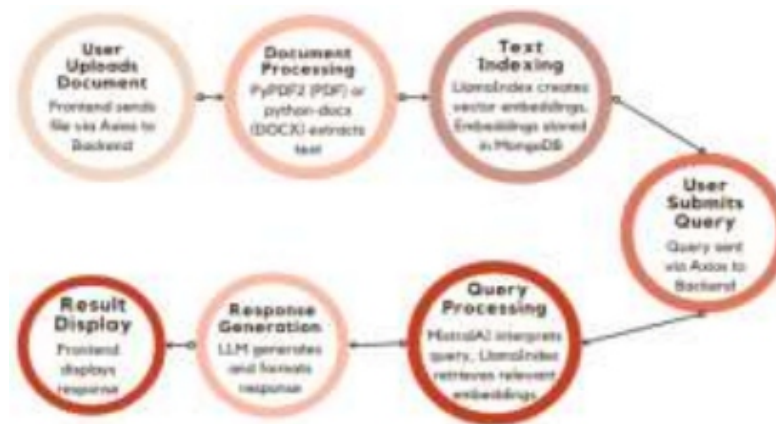 User
Uploads
Document
Frontend sends
file via Axios to
Backend
Document
Processing
PyPDF2 (PDF) or
python-docx
(DOCX) extracts
text
Text
Indexing
LlamaIndex creates
vector embeddings.
Embeddings stored
in MongoDB
User
Submits
Query
Query sent
via Axios to
Backend
Query
Processing
MistralAI interprets
query, LlamaIndex
retrieves relevant
embeddings
Response
Generation
LLM generates
and formats
response
Result
Display
Frontend
displays
response